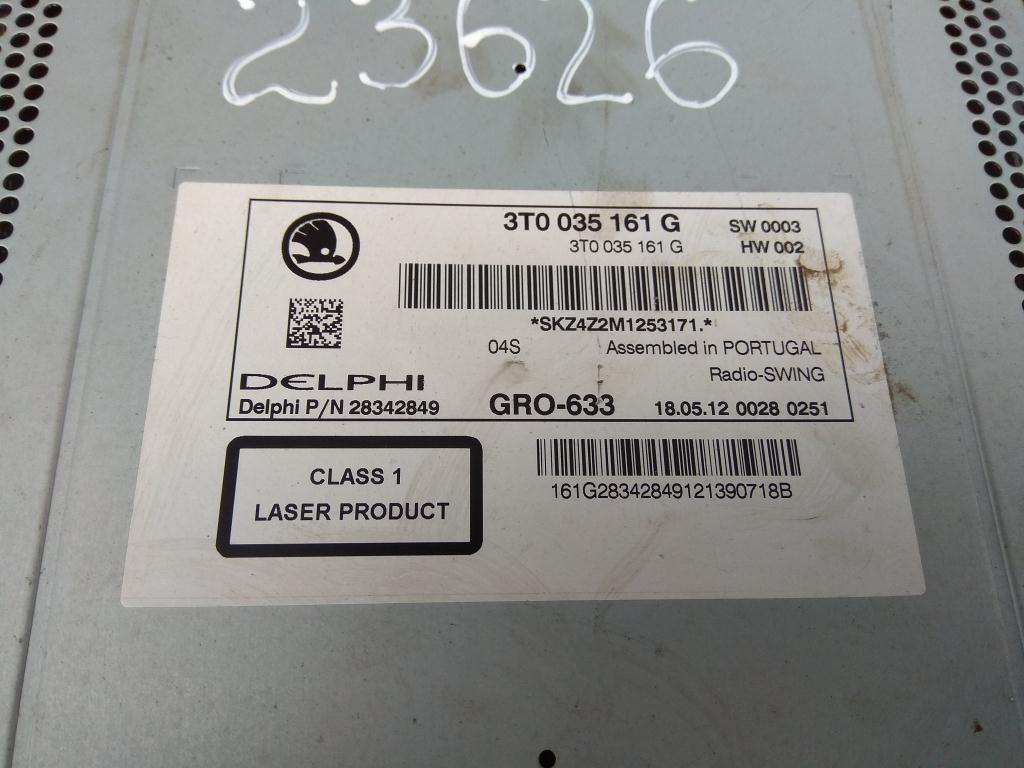 23626
3T0 035 161 G SW 0003
3T0 035 161 G HW 002
*SKZ4Z2M1253171.*
04S Assembled in PORTUGAL
Radio-SWING
DELPHI
Delphi P/N 28342849 GRO-633 18.05.12 0028 0251
CLASS 1
LASER PRODUCT
161G28342849121390718B